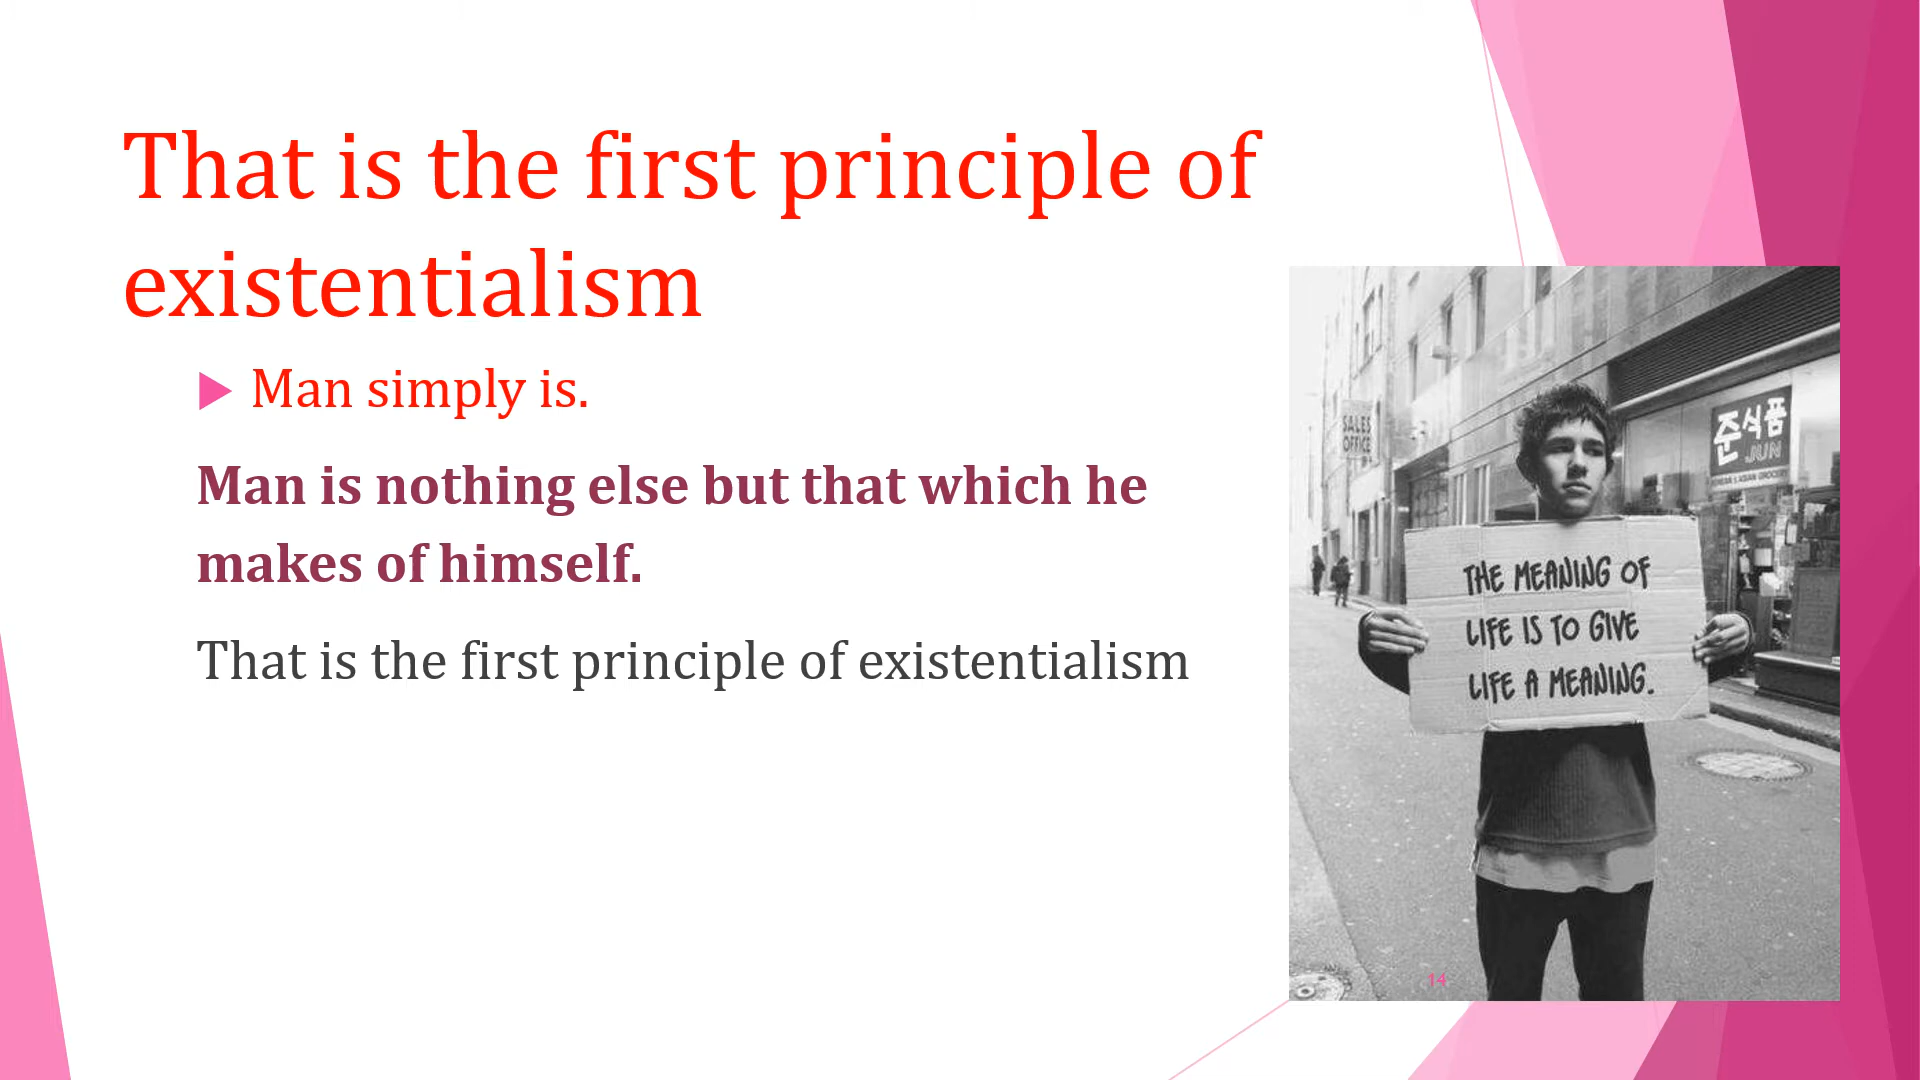 That is the first principle of
existentialism
▶ Man simply is.
Man is nothing else but that which he
makes of himself.
That is the first principle of existentialism
SALES
OFFICE
준식품
JUN
THE MEANING OF
LIFE IS TO GIVE
LIFE A MEANING.
14